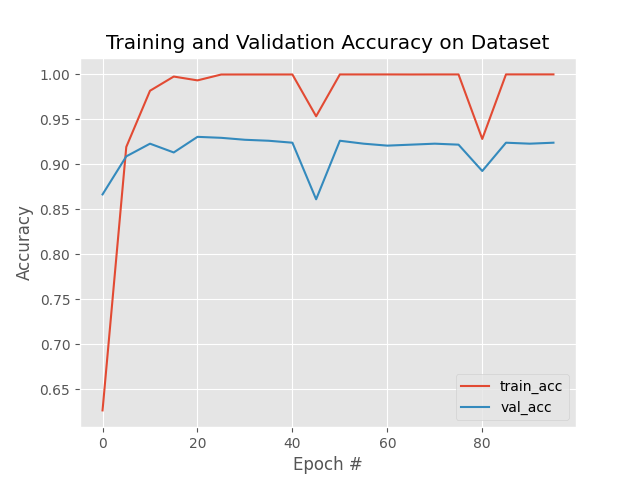 Training and Validation Accuracy on Dataset
1.00
0.95
0.90
0.85
0.80
0.75
0.70
0.65
Accuracy
train_acc
val_acc
0 20 40 60 80
Epoch #